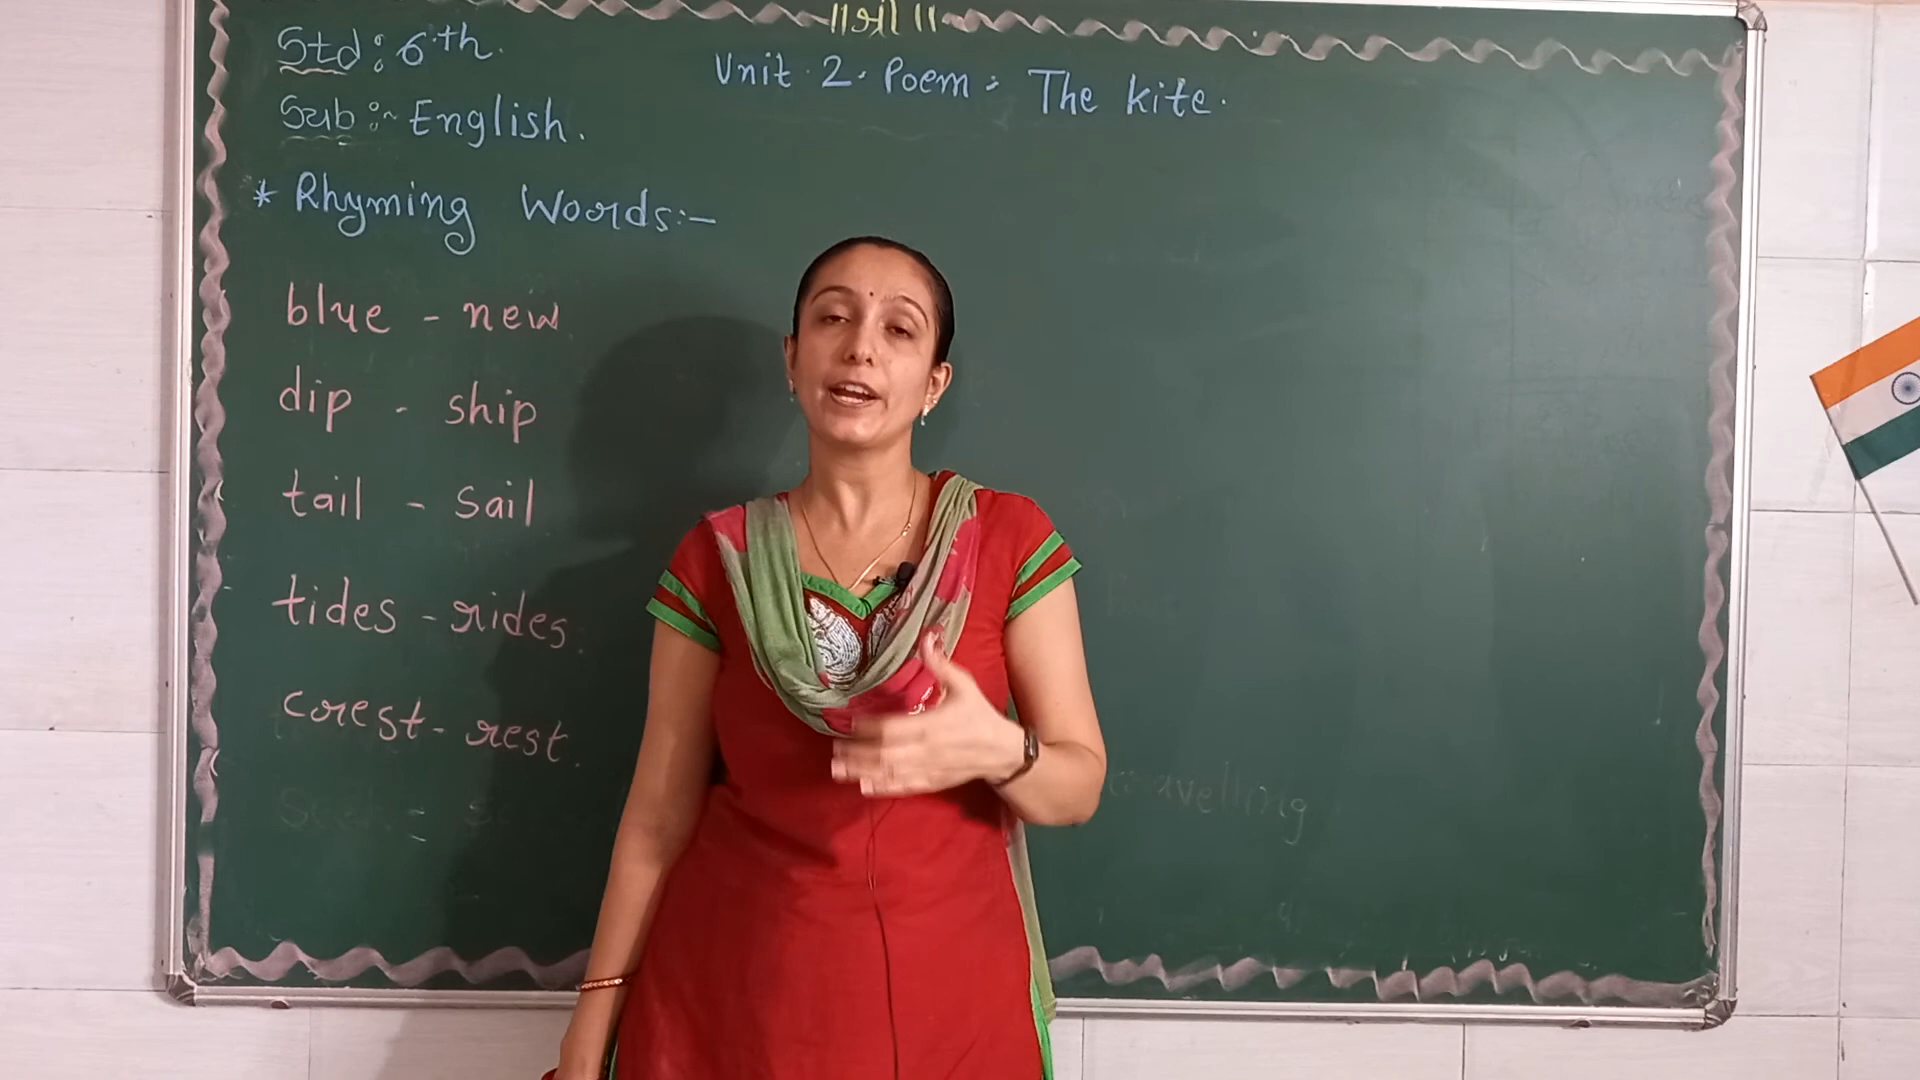 ॥ श्री ॥
Std : 6th.
Unit 2. Poem : The kite.
Sub :- English.
* Rhyming Words :-
blue - new
dip - ship
tail - sail
tides - rides.
crest - rest.